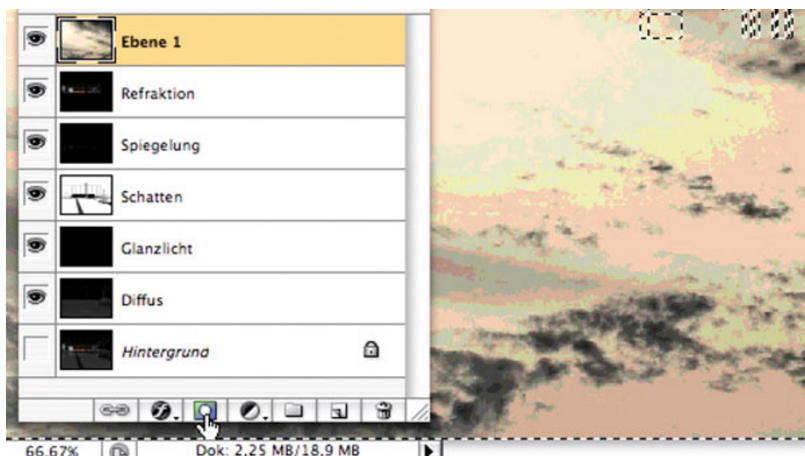 Ebene 1
Refraktion
Spiegelung
Schatten
Glanzlicht
Diffus
Hintergrund
66.67% Dok: 2,25 MB/18,9 MB